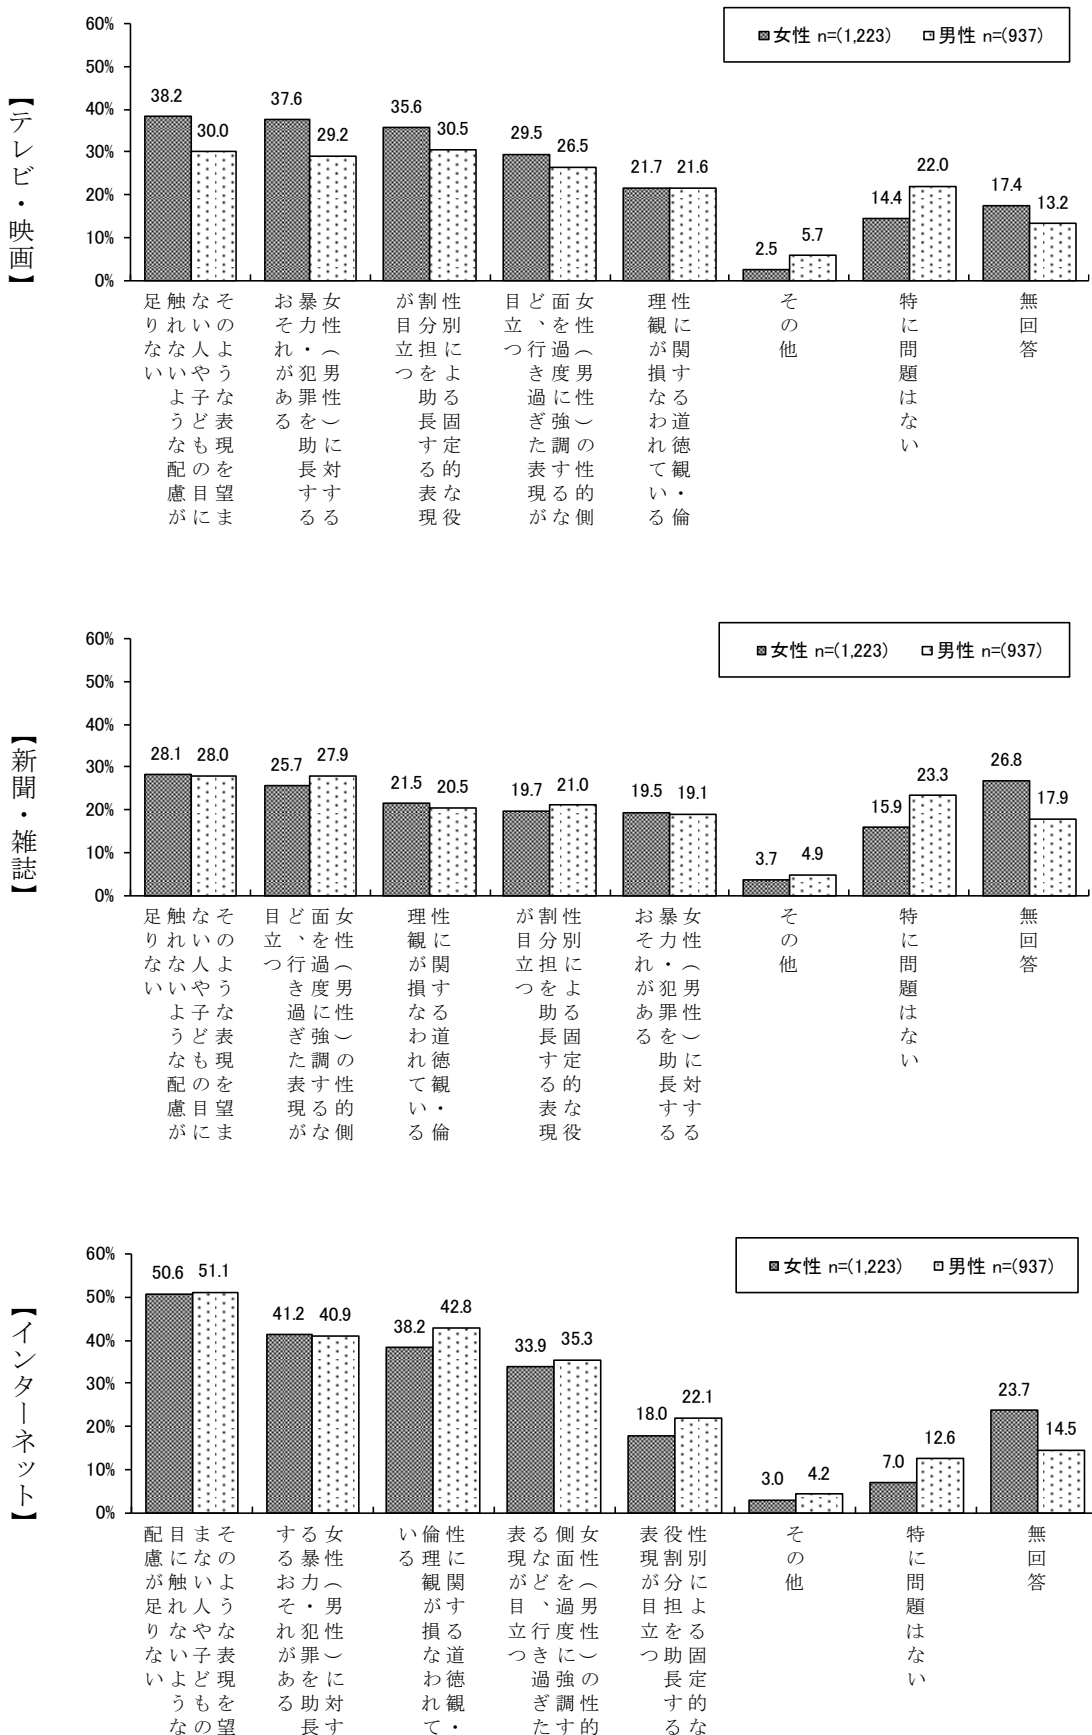 【テレビ・映画】
女性 n=(1,223) 男性 n=(937)
60%
50%
40%
30%
20%
10%
0%
38.2 30.0 37.6 29.2 35.6 30.5 29.5 26.5 21.7 21.6 2.5 5.7 14.4 22.0 17.4 13.2
そのような表現を望ま
ない人や子どもの目に
触れないような配慮が
足りない
女性(男性)に対する
暴力・犯罪を助長する
おそれがある
性別による固定的な役
割分担を助長する表現
が目立つ
女性(男性)の性的側
面を過度に強調するな
ど、行き過ぎた表現が
目立つ
性に関する道徳観・倫
理観が損なわれている
その他
特に問題はない
無回答
【新聞・雑誌】
女性 n=(1,223) 男性 n=(937)
60%
50%
40%
30%
20%
10%
0%
28.1 28.0 25.7 27.9 21.5 20.5 19.7 21.0 19.5 19.1 3.7 4.9 15.9 23.3 26.8 17.9
そのような表現を望ま
ない人や子どもの目に
触れないような配慮が
足りない
女性(男性)の性的側
面を過度に強調するな
ど、行き過ぎた表現が
目立つ
性に関する道徳観・倫
理観が損なわれている
性別による固定的な役
割分担を助長する表現
が目立つ
女性(男性)に対する
暴力・犯罪を助長する
おそれがある
その他
特に問題はない
無回答
【インターネット】
女性 n=(1,223) 男性 n=(937)
60%
50%
40%
30%
20%
10%
0%
50.6 51.1 41.2 40.9 38.2 42.8 33.9 35.3 18.0 22.1 3.0 4.2 7.0 12.6 23.7 14.5
そのような表現を望
まない人や子どもの
目に触れないような
配慮が足りない
女性(男性)に対す
る暴力・犯罪を助長
するおそれがある
性に関する道徳観・
倫理観が損なわれて
いる
女性(男性)の性的
側面を過度に強調す
るなど、行き過ぎた
表現が目立つ
性別による固定的な
役割分担を助長する
表現が目立つ
その他
特に問題はない
無回答